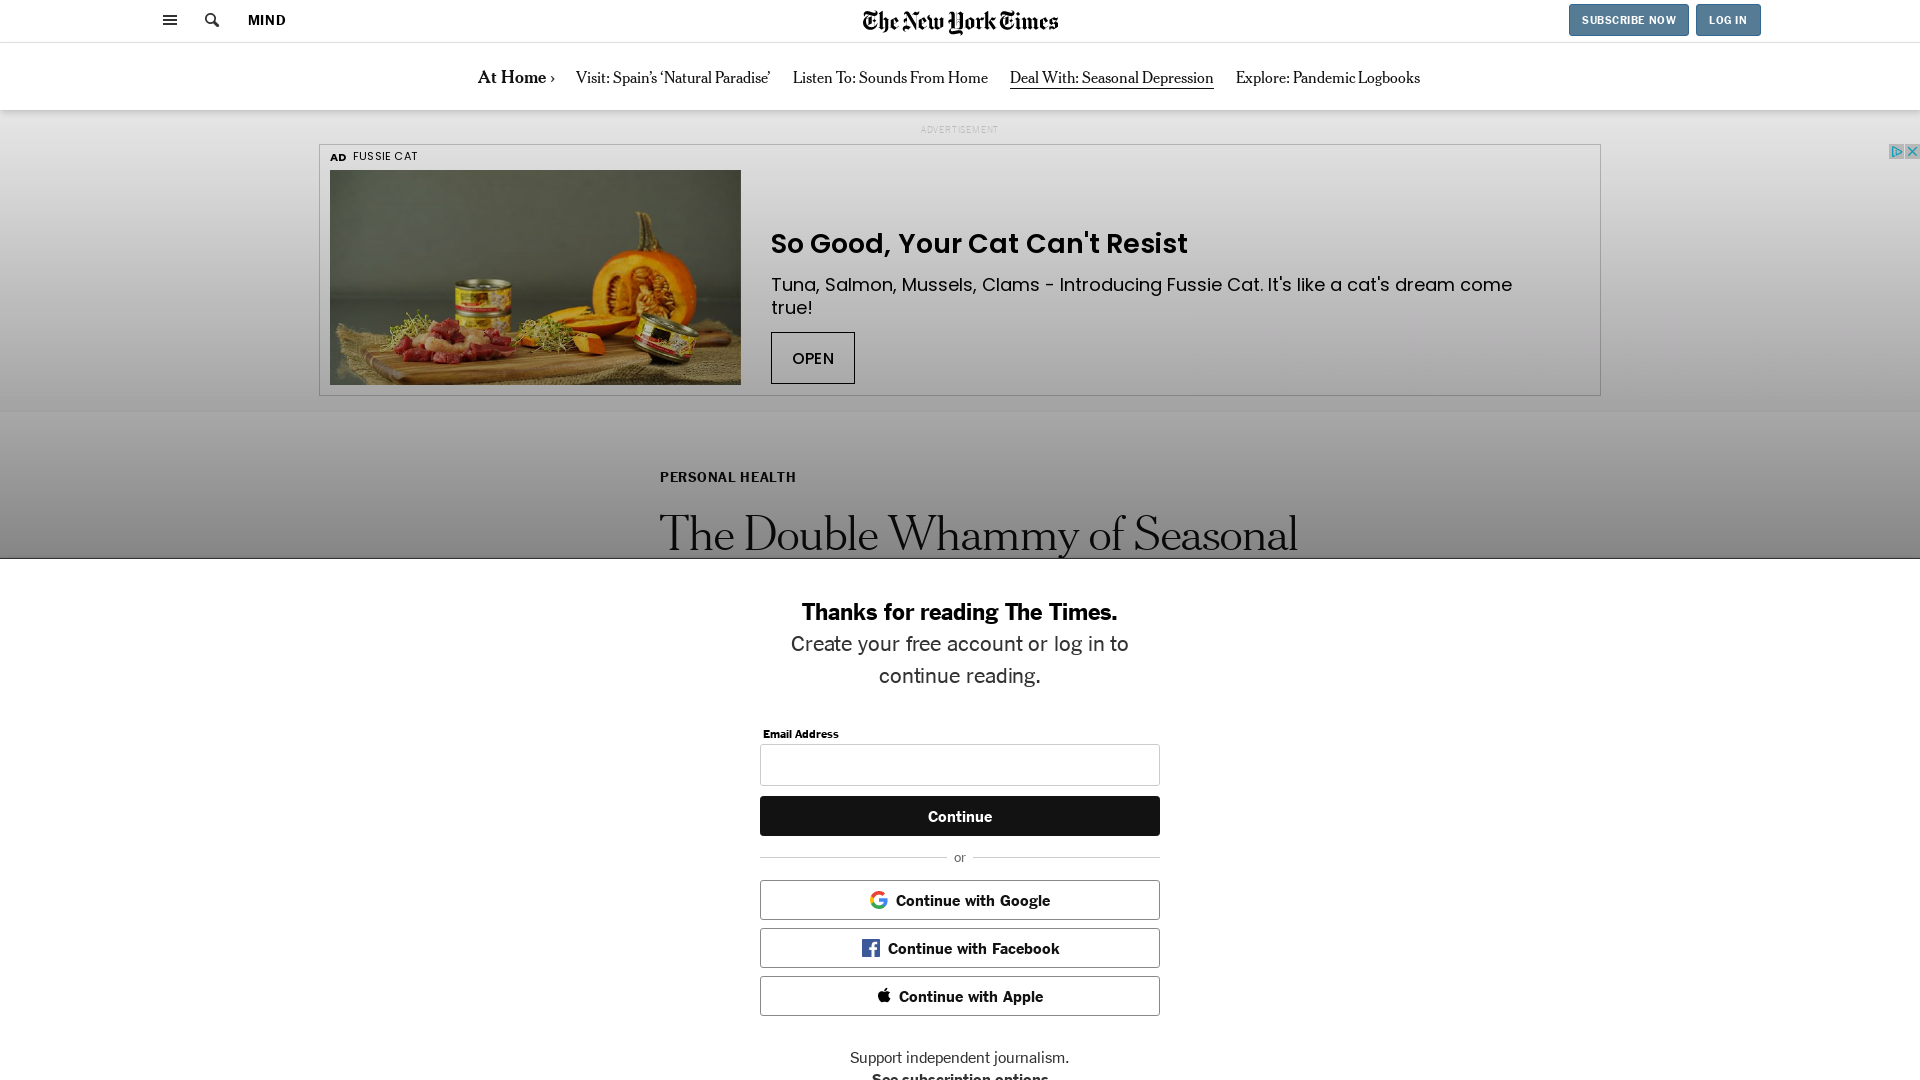 MIND
The New York Times
SUBSCRIBE NOW
LOG IN
At Home ›
Visit: Spain’s ‘Natural Paradise’
Listen To: Sounds From Home
Deal With: Seasonal Depression
Explore: Pandemic Logbooks
ADVERTISEMENT
AD FUSSIE CAT
So Good, Your Cat Can't Resist
Tuna, Salmon, Mussels, Clams - Introducing Fussie Cat. It's like a cat's dream come
true!
OPEN
PERSONAL HEALTH
The Double Whammy of Seasonal
Thanks for reading The Times.
Create your free account or log in to
continue reading.
Email Address
Continue
or
Continue with Google
Continue with Facebook
Continue with Apple
Support independent journalism.
See subscription options